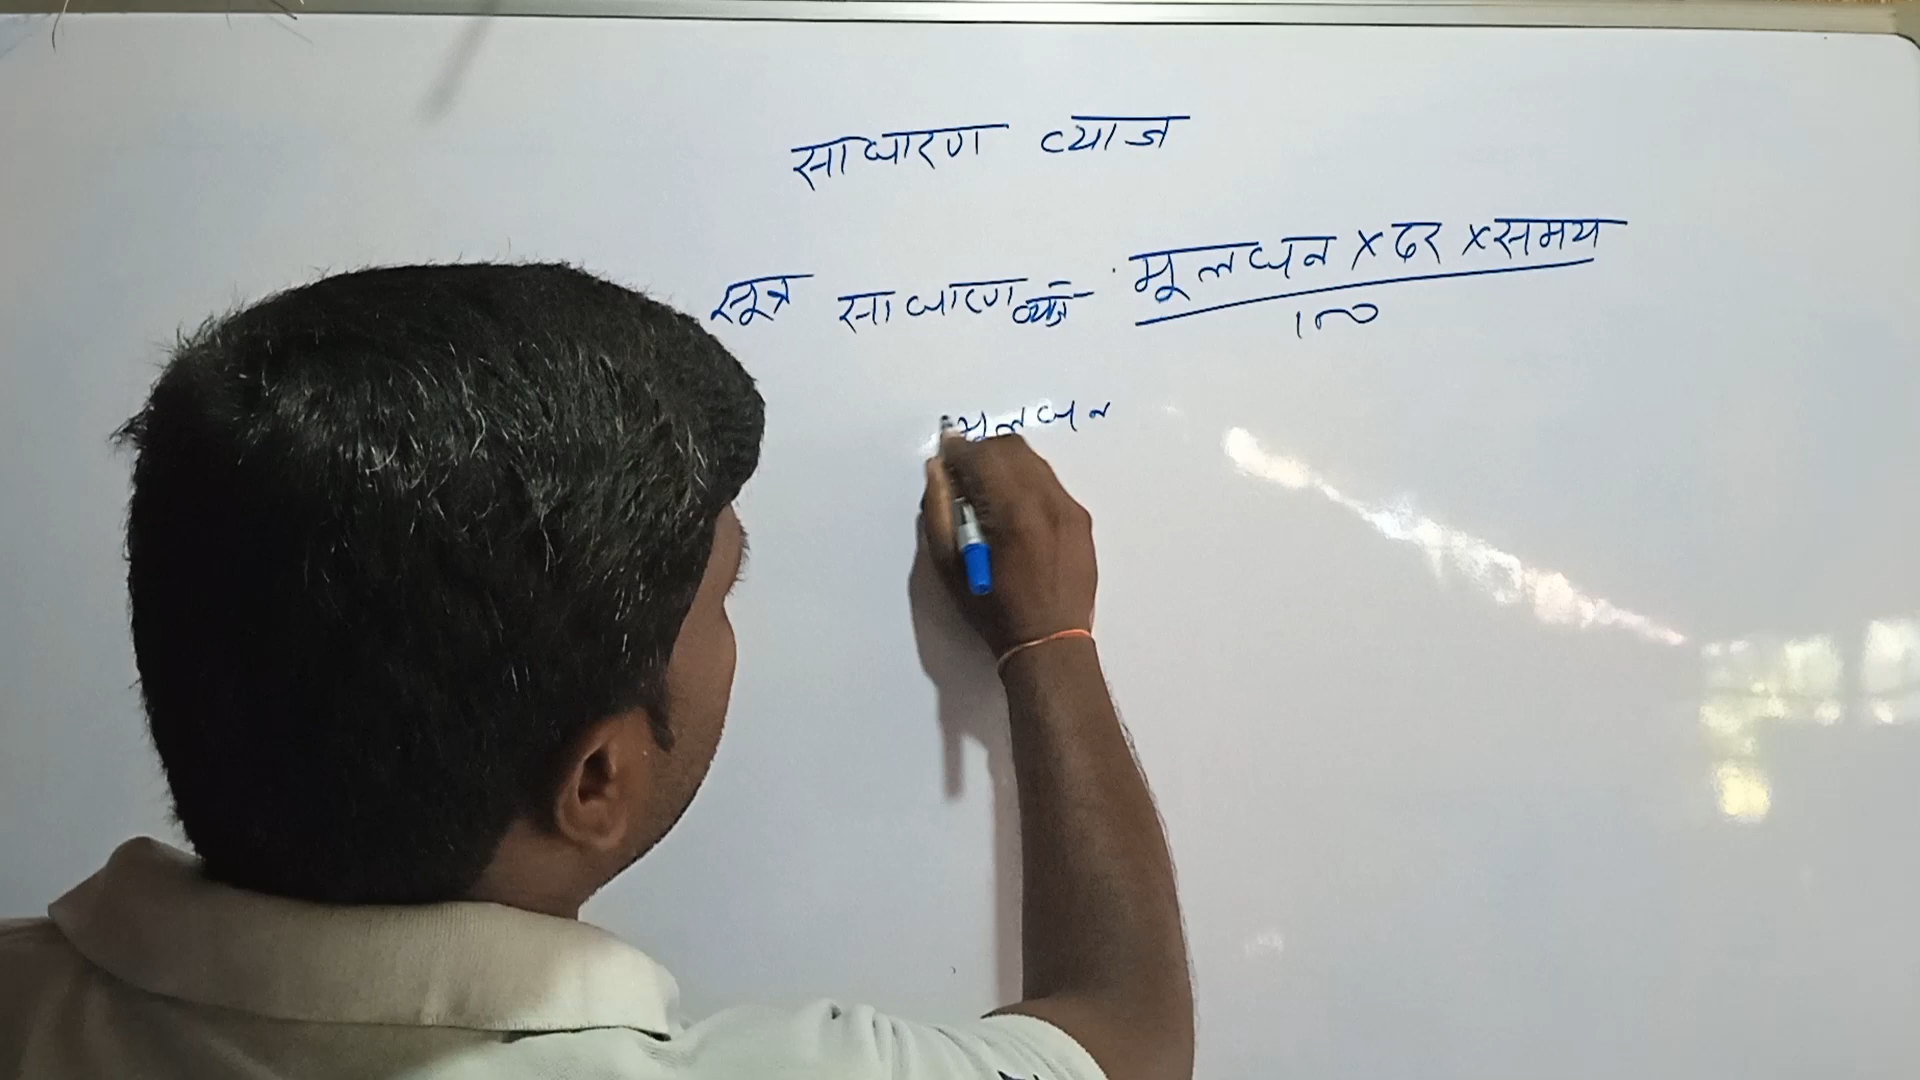 साधारण ब्याज
सूत्र साधारण ब्याज = मूलधन × दर × समय
100
मूलधन